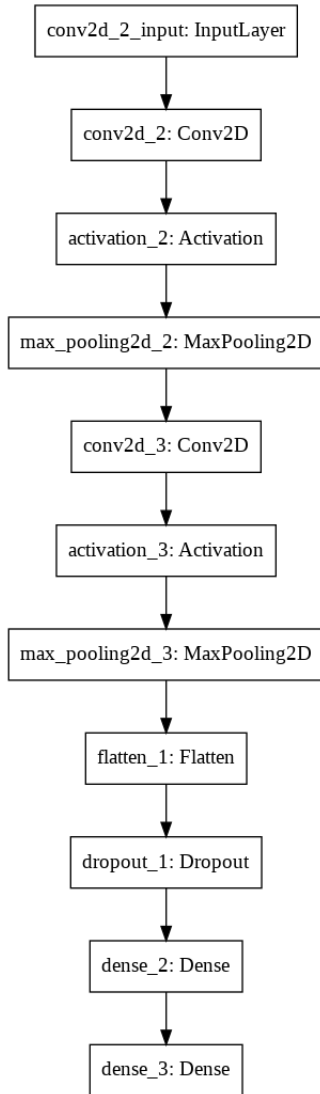 conv2d_2_input: InputLayer
conv2d_2: Conv2D
activation_2: Activation
max_pooling2d_2: MaxPooling2D
conv2d_3: Conv2D
activation_3: Activation
max_pooling2d_3: MaxPooling2D
flatten_1: Flatten
dropout_1: Dropout
dense_2: Dense
dense_3: Dense